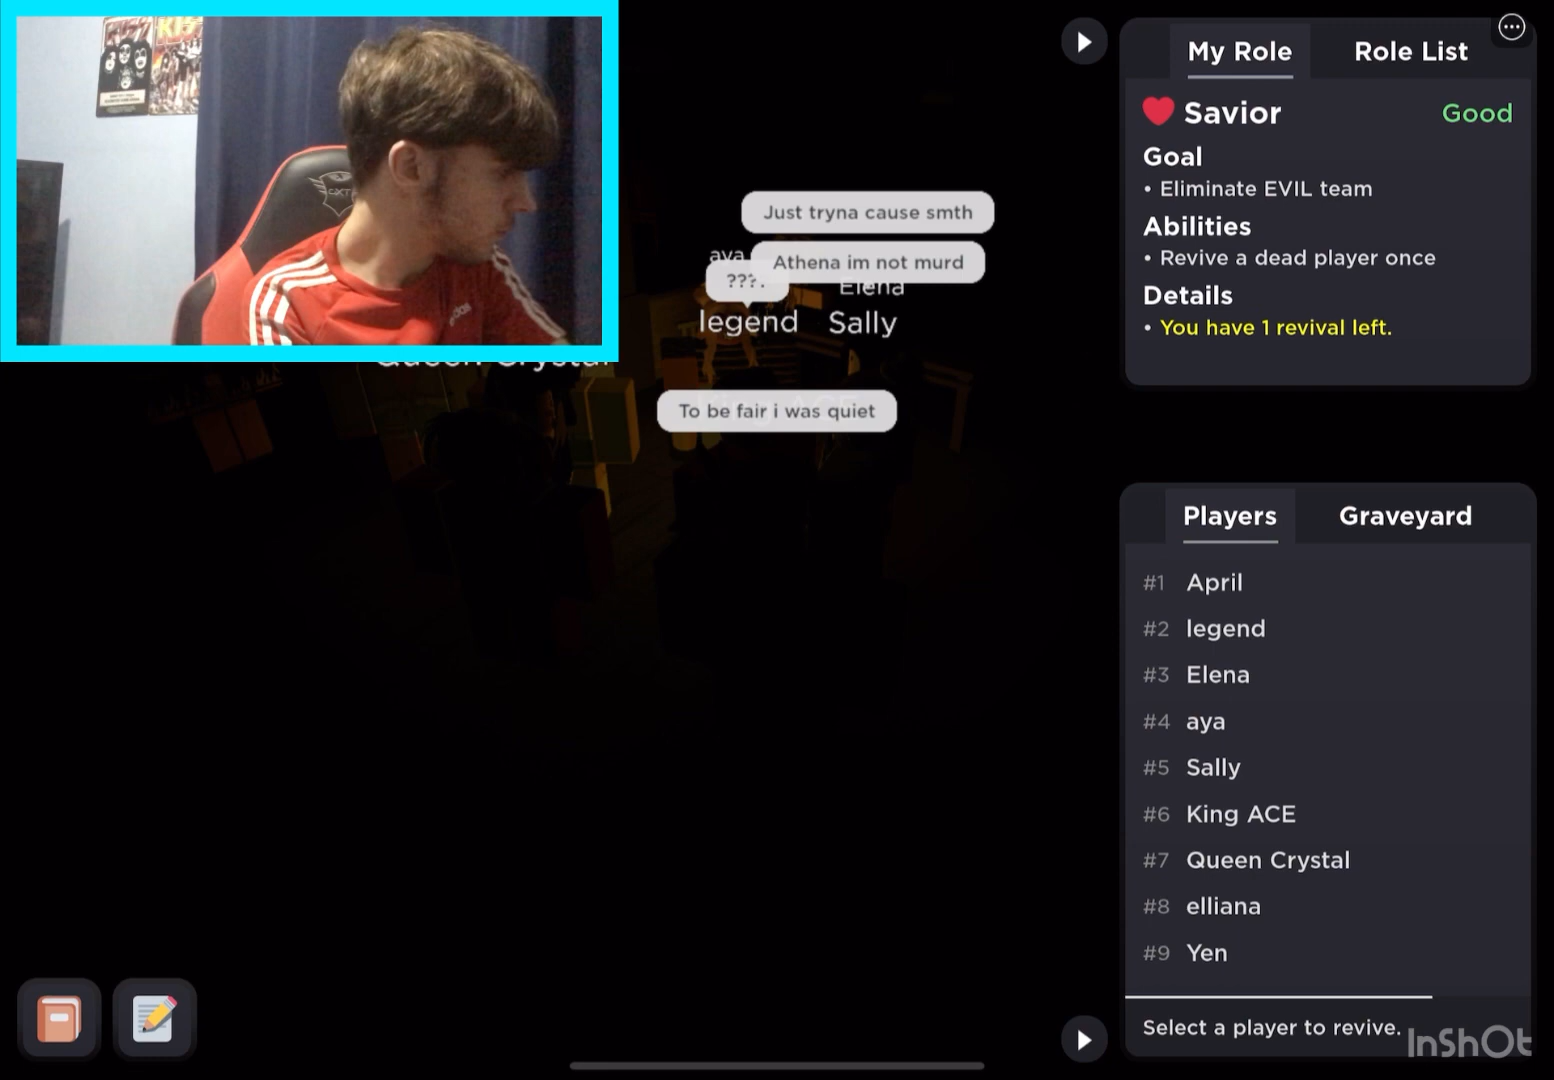 KISS
My Role
Role List
Savior
Good
Goal
• Eliminate EVIL team
Abilities
• Revive a dead player once
Details
• You have 1 revival left.
Just tryna cause smth
aya
Athena im not murd
???
Elena
legend
Sally
Queen Crystal
To be fair i was quiet
Players
Graveyard
#1 April
#2 legend
#3 Elena
#4 aya
#5 Sally
#6 King ACE
#7 Queen Crystal
#8 elliana
#9 Yen
Select a player to revive.
InShOt